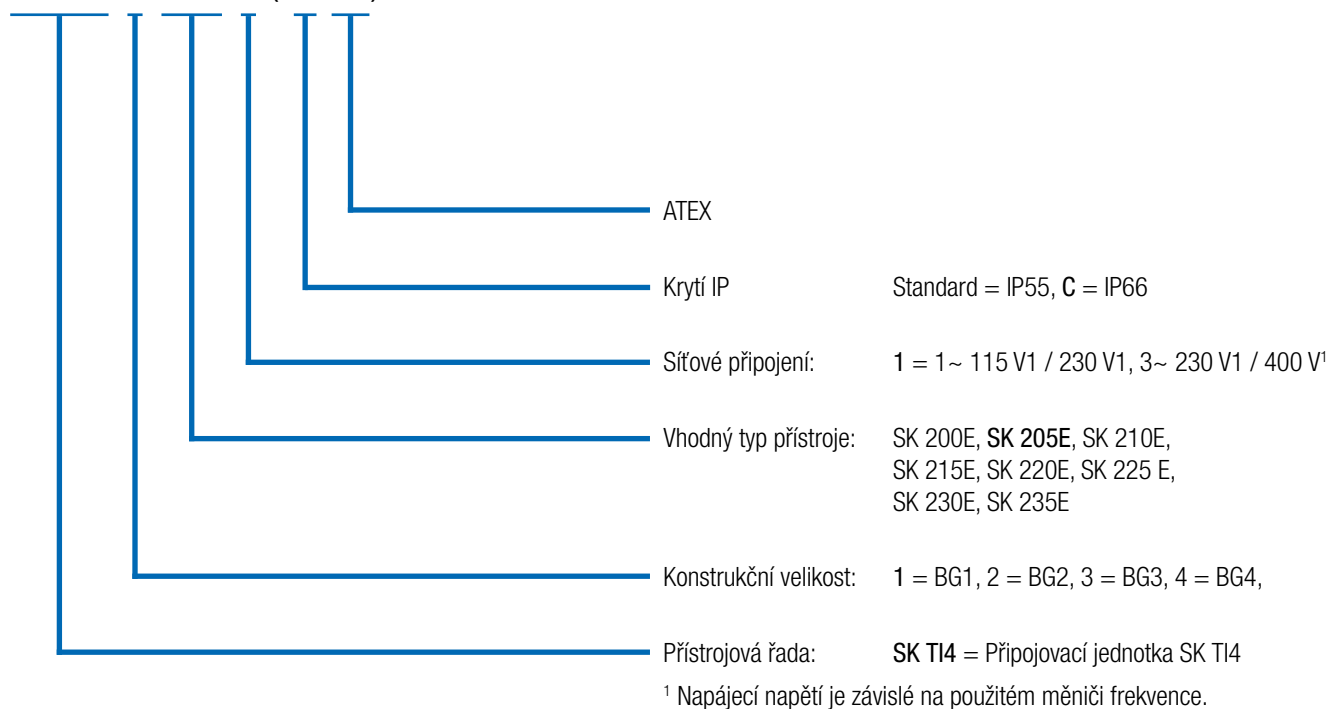 ATEX
Krytí IP Standard = IP55, C = IP66
Síťové připojení: 1 = 1~ 115 V1 / 230 V1, 3~ 230 V1 / 400 V¹
Vhodný typ přístroje: SK 200E, SK 205E, SK 210E,
SK 215E, SK 220E, SK 225 E,
SK 230E, SK 235E
Konstrukční velikost: 1 = BG1, 2 = BG2, 3 = BG3, 4 = BG4,
Přístrojová řada: SK TI4 = Připojovací jednotka SK TI4
¹ Napájecí napětí je závislé na použitém měniči frekvence.